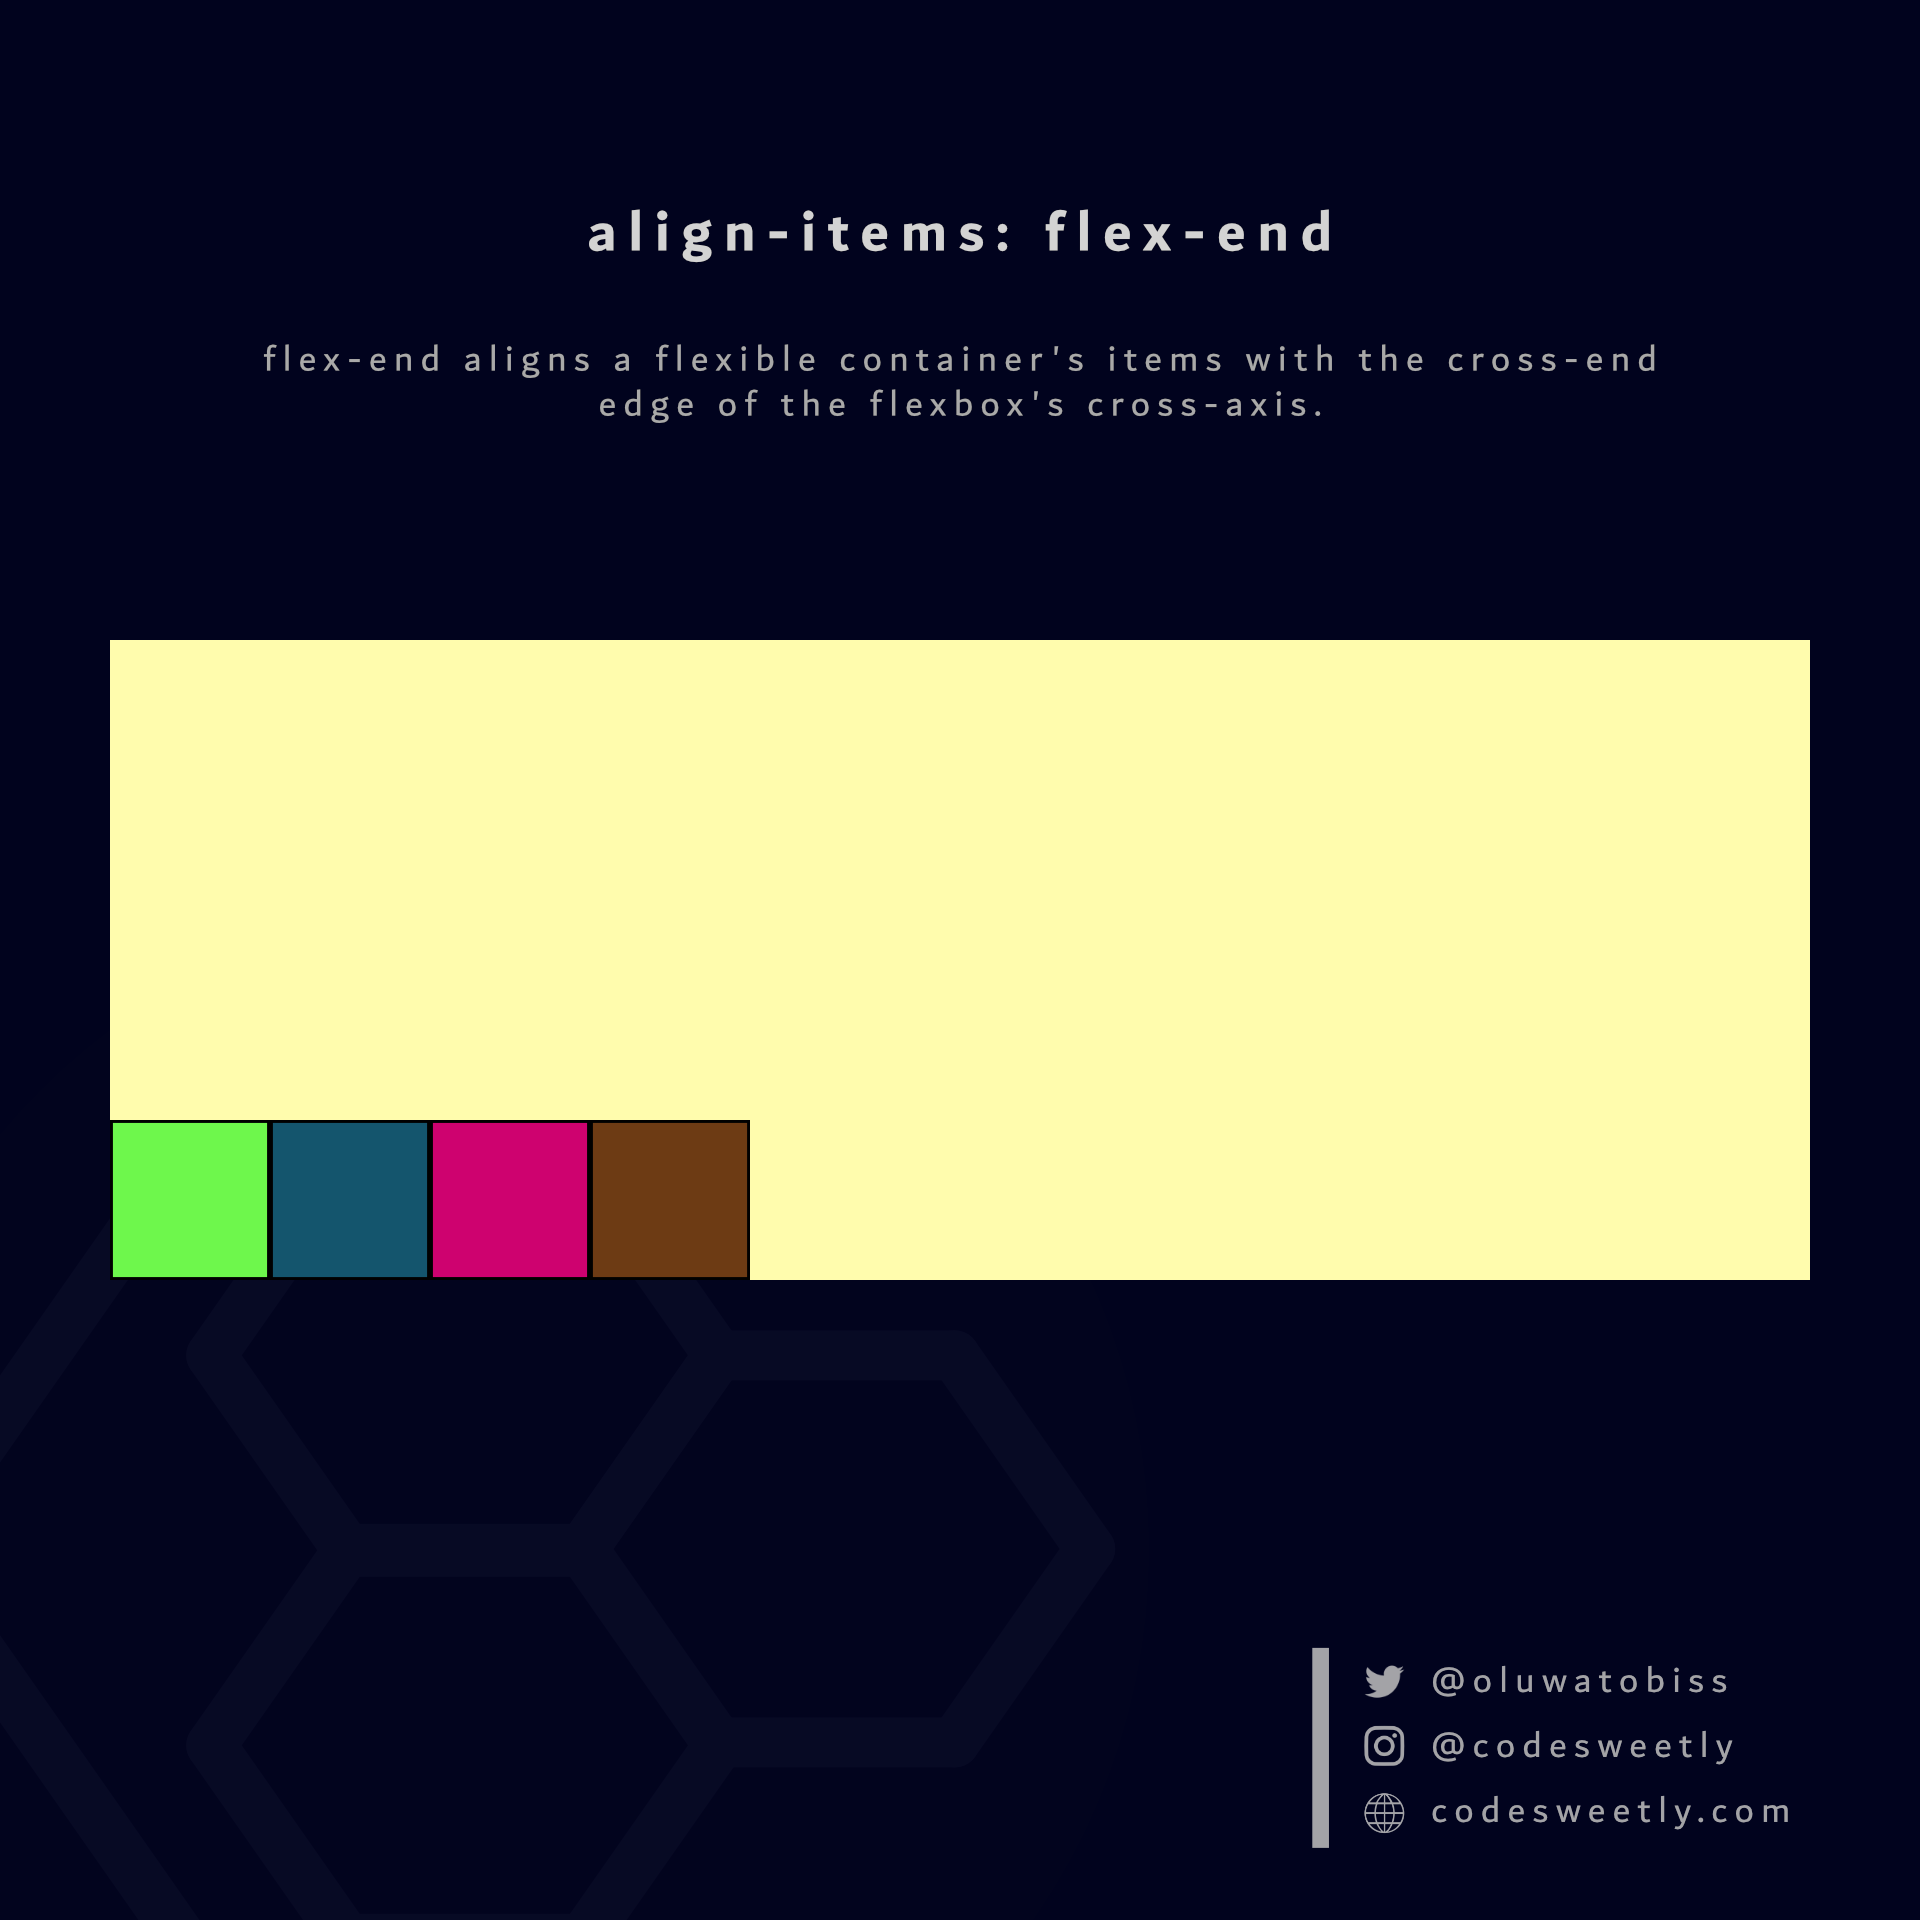 align-items: flex-end
flex-end aligns a flexible container's items with the cross-end
edge of the flexbox's cross-axis.
@oluwatobiss
@codesweetly
codesweetly.com